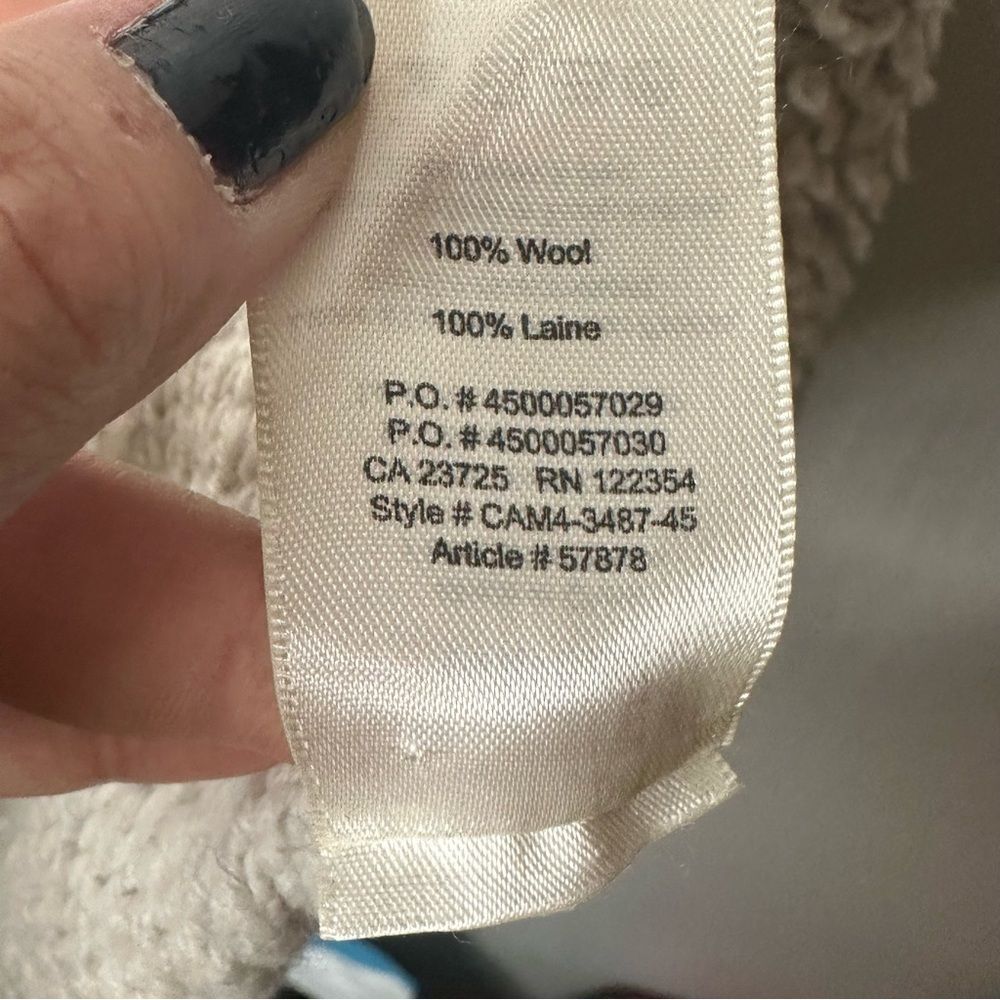 100% Wool
100% Laine
P.O. # 4500057029
P.O. # 4500057030
CA 23725 RN 122354
Style # CAM4-3487-45
Article # 57878